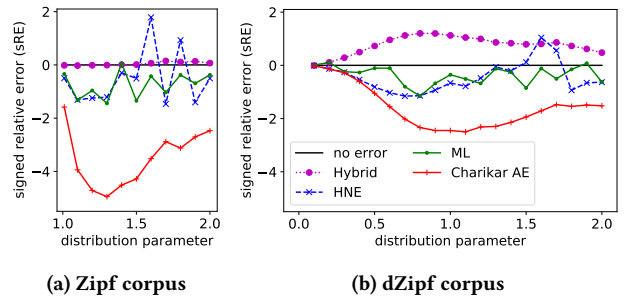 signed relative error (sRE)
2
0
−2
−4
1.0
1.5
2.0
distribution parameter
(a) Zipf corpus
signed relative error (sRE)
2
0
−2
−4
no error
Hybrid
HNE
ML
Charikar AE
0.0
0.5
1.0
1.5
2.0
distribution parameter
(b) dZipf corpus